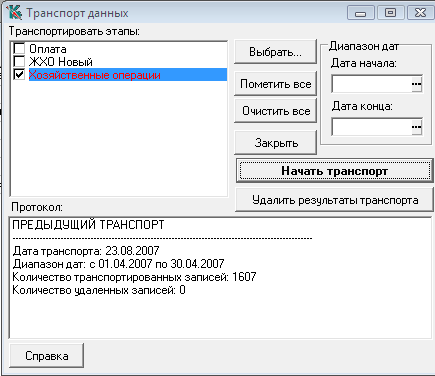 Транспорт данных
Транспортировать этапы:
Оплата
ЖХО Новый
Хозяйственные операции
Выбрать...
Пометить все
Очистить все
Закрыть
Диапазон дат
Дата начала:
...
Дата конца:
...
Начать транспорт
Удалить результаты транспорта
Протокол:
ПРЕДЫДУЩИЙ ТРАНСПОРТ
Дата транспорта: 23.08.2007
Диапазон дат: с 01.04.2007 по 30.04.2007
Количество транспортированных записей: 1607
Количество удаленных записей: 0
Справка